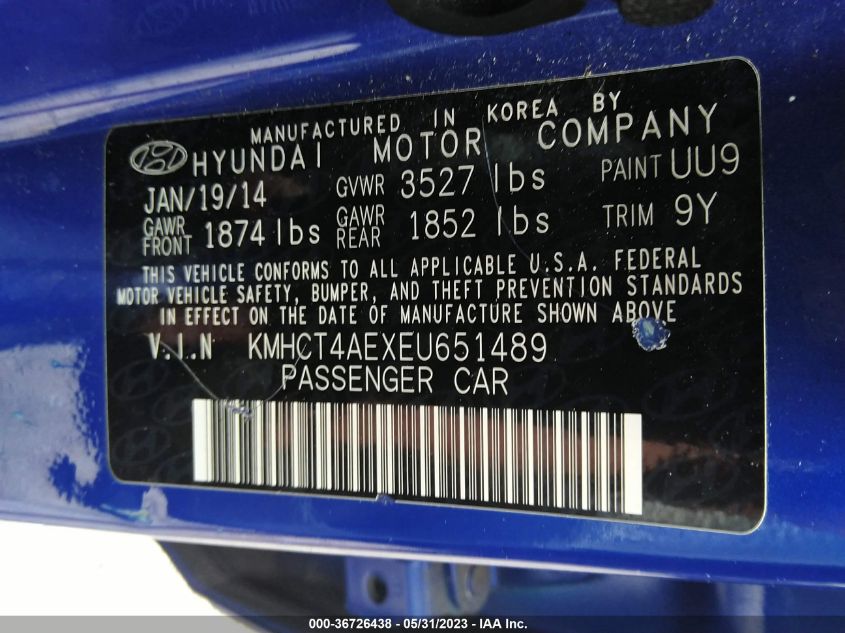 MANUFACTURED IN KOREA BY
HYUNDAI MOTOR COMPANY
JAN/19/14 GVWR 3527 lbs PAINT UU9
GAWR FRONT 1874 lbs GAWR REAR 1852 lbs TRIM 9Y
THIS VEHICLE CONFORMS TO ALL APPLICABLE U.S.A. FEDERAL
MOTOR VEHICLE SAFETY, BUMPER, AND THEFT PREVENTION STANDARDS
IN EFFECT ON THE DATE OF MANUFACTURE SHOWN ABOVE
V.I.N KMHCT4AEXEU651489
PASSENGER CAR
000-36726438 - 05/31/2023 - IAA Inc.